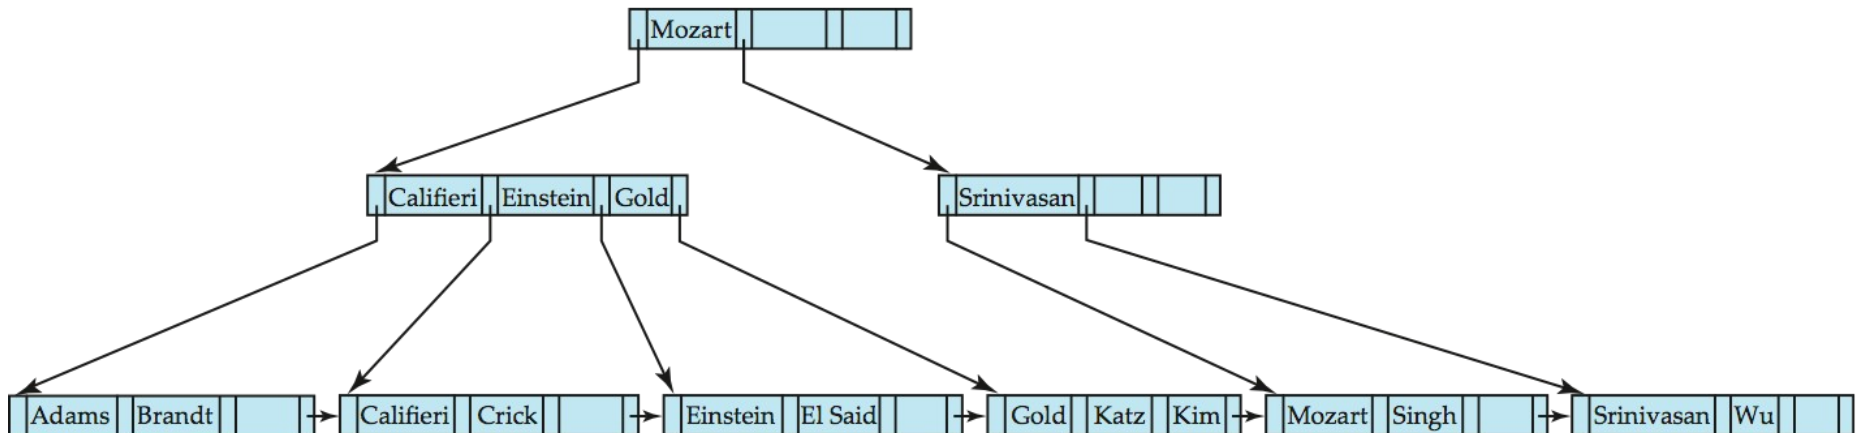 Mozart
Califieri Einstein Gold
Srinivasan
Adams Brandt
Califieri Crick
Einstein El Said
Gold Katz Kim
Mozart Singh
Srinivasan Wu